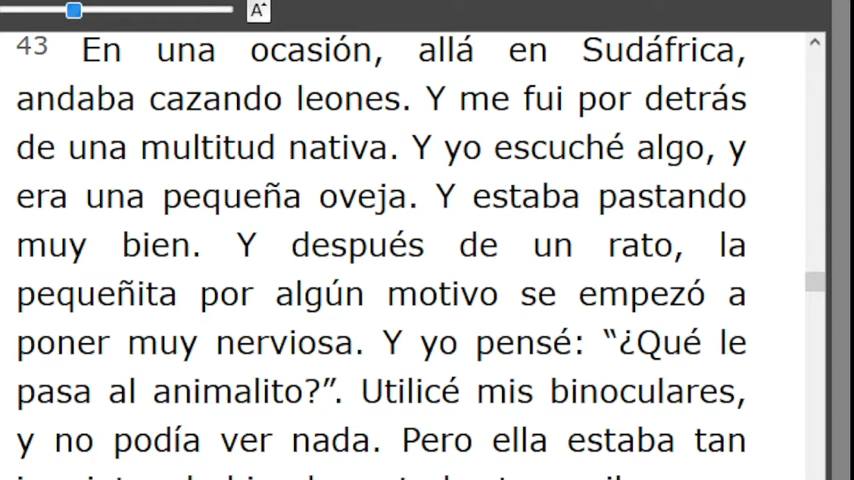 A
43 En una ocasión, allá en Sudáfrica,
andaba cazando leones. Y me fui por detrás
de una multitud nativa. Y yo escuché algo, y
era una pequeña oveja. Y estaba pastando
muy bien. Y después de un rato, la
pequeñita por algún motivo se empezó a
poner muy nerviosa. Y yo pensé: “¿Qué le
pasa al animalito?”. Utilicé mis binoculares,
y no podía ver nada. Pero ella estaba tan